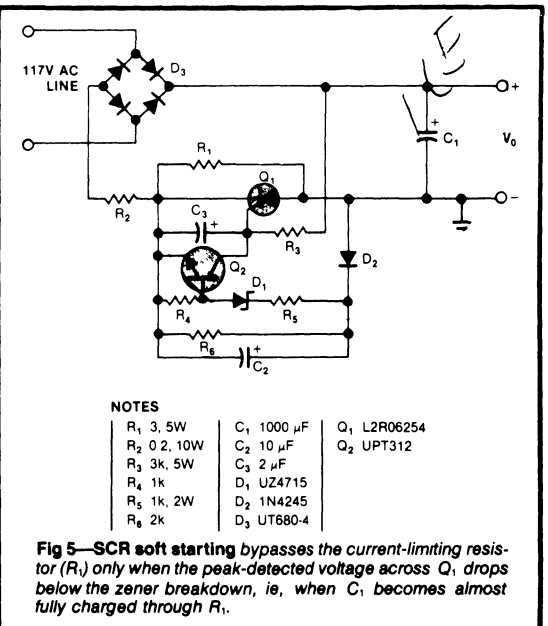 117V AC
LINE
D3
+
+
C1
V0
R1
Q1
R2
C3
+
R3
Q2
D1
D2
R4
R5
R6
+
C2
-
NOTES
R1 3, 5W
R2 0 2, 10W
R3 3k, 5W
R4 1k
R5 1k, 2W
R6 2k
C1 1000 µF
C2 10 µF
C3 2 µF
D1 UZ4715
D2 1N4245
D3 UT680-4
Q1 L2R06254
Q2 UPT312
Fig 5—SCR soft starting bypasses the current-limiting resis-
tor (R1) only when the peak-detected voltage across Q1 drops
below the zener breakdown, ie, when C1 becomes almost
fully charged through R1.